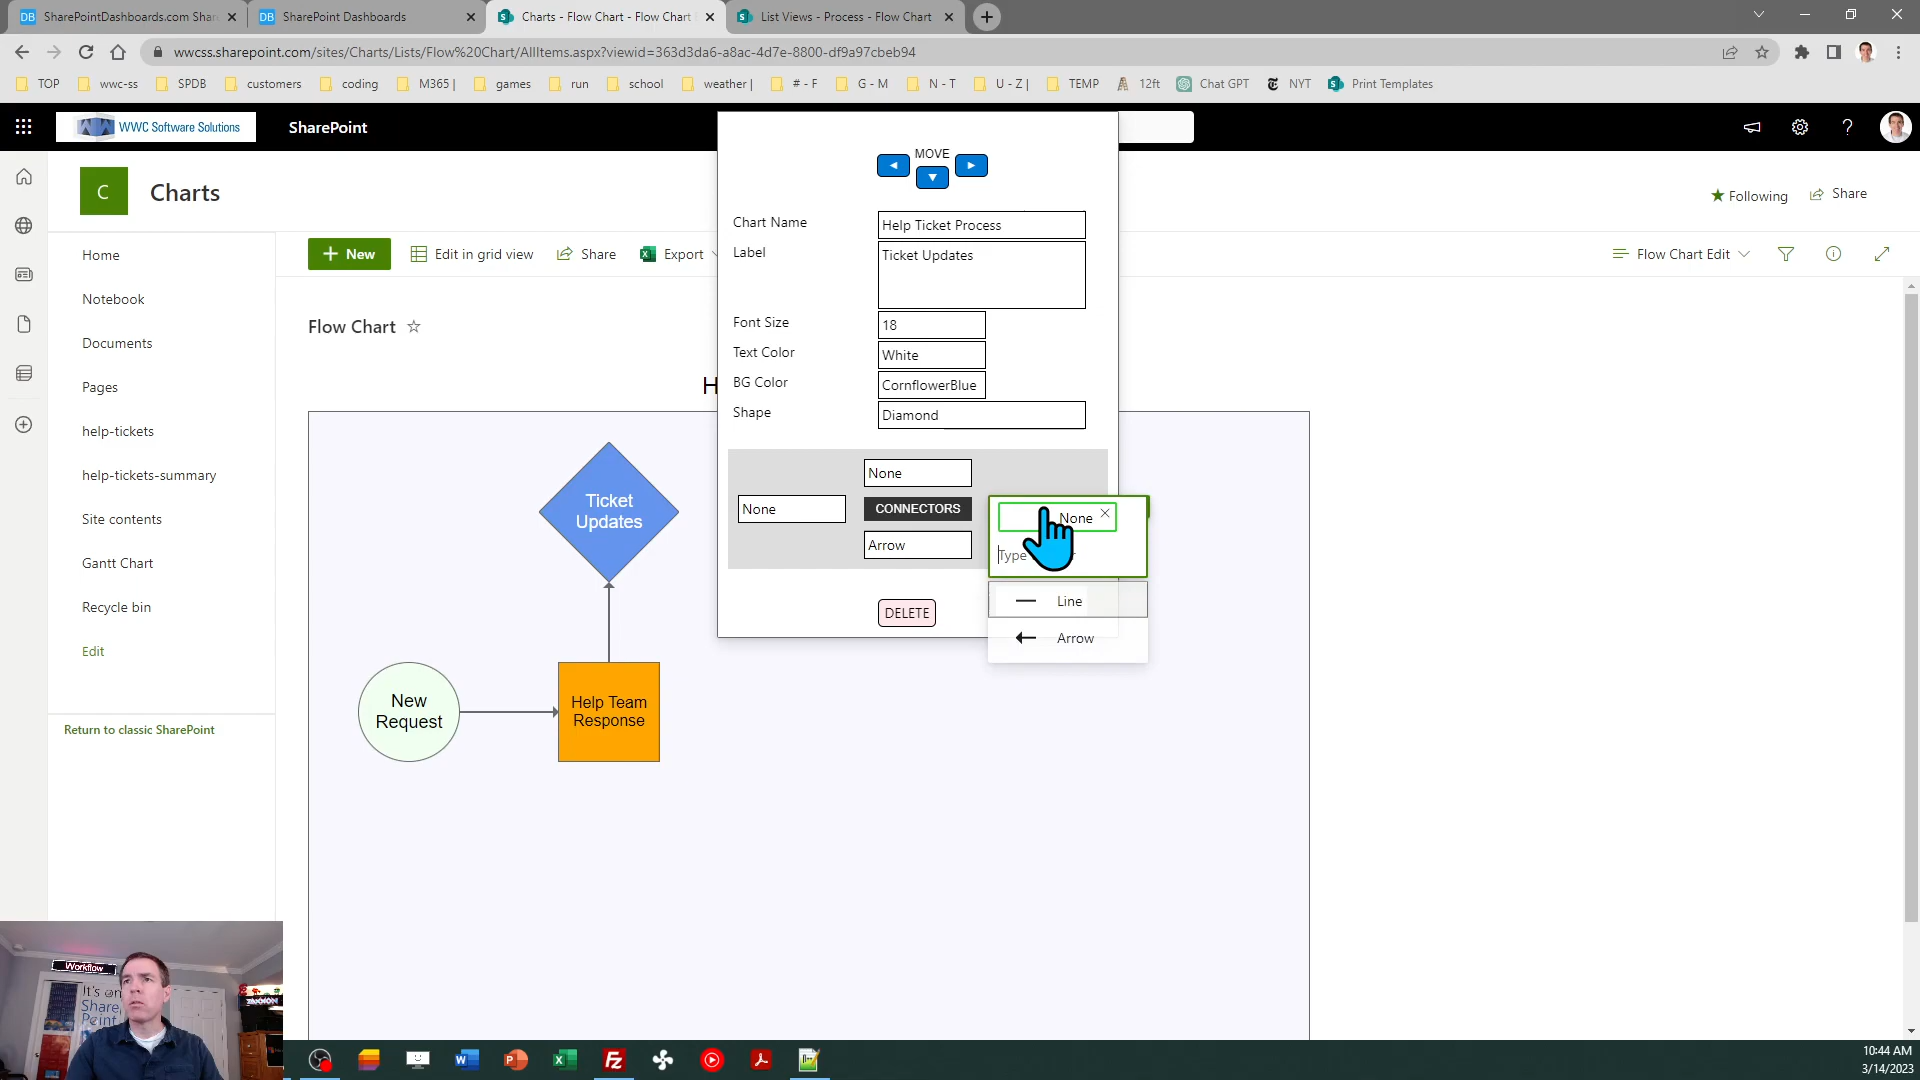 SharePointDashboards.com Shar
SharePoint Dashboards
Charts - Flow Chart - Flow Chart
List Views - Process - Flow Chart
wwcss.sharepoint.com/sites/Charts/Lists/Flow%20Chart/AllItems.aspx?viewid=363d3da6-a8ac-4d7e-8800-df9a97cbeb94
TOP
wwc-ss
SPDB
customers
coding
M365 |
games
run
school
weather |
# - F
G - M
N - T
U - Z |
TEMP
12ft
Chat GPT
NYT
Print Templates
WWC Software Solutions
SharePoint
C
Charts
Following
Share
Home
Notebook
Documents
Pages
help-tickets
help-tickets-summary
Site contents
Gantt Chart
Recycle bin
Edit
Return to classic SharePoint
New
Edit in grid view
Share
Export
Flow Chart Edit
Flow Chart
H
MOVE
Chart Name
Help Ticket Process
Label
Ticket Updates
Font Size
18
Text Color
White
BG Color
CornflowerBlue
Shape
Diamond
None
None
CONNECTORS
None
Arrow
Type
Line
Arrow
DELETE
Ticket
Updates
New
Request
Help Team
Response
Workflow
It's on
Share
Point
10:44 AM
3/14/2023